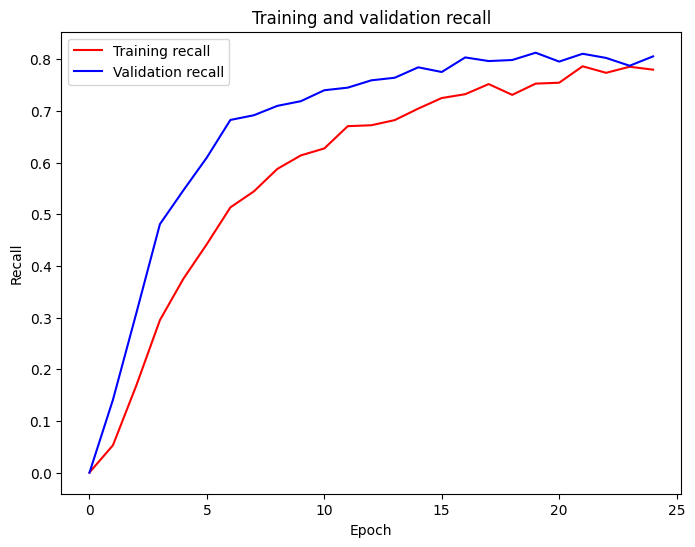 Training and validation recall
Training recall
Validation recall
Recall
0.8
0.7
0.6
0.5
0.4
0.3
0.2
0.1
0.0
0 5 10 15 20 25
Epoch